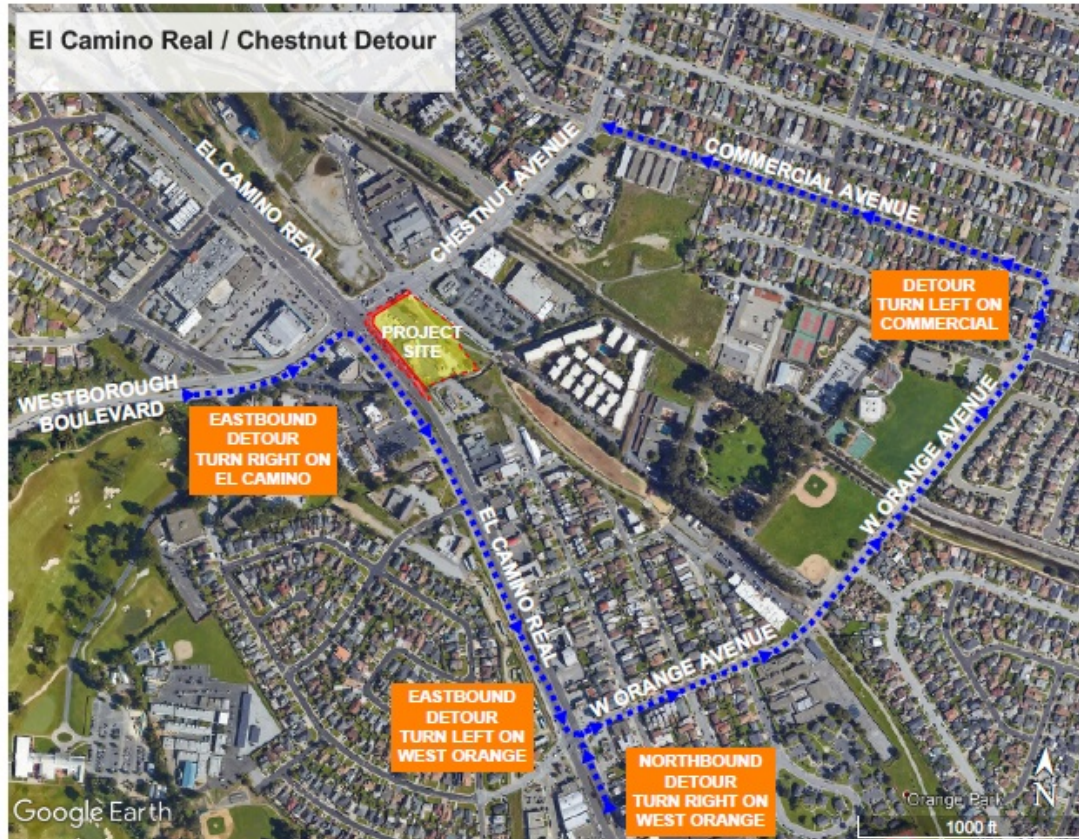 El Camino Real / Chestnut Detour
EL CAMINO REAL
CHESTNUT AVENUE
COMMERCIAL AVENUE
DETOUR
TURN LEFT ON
COMMERCIAL
PROJECT
SITE
WESTBOROUGH
BOULEVARD
EASTBOUND
DETOUR
TURN RIGHT ON
EL CAMINO
W ORANGE AVENUE
EL CAMINO REAL
W ORANGE AVENUE
EASTBOUND
DETOUR
TURN LEFT ON
WEST ORANGE
NORTHBOUND
DETOUR
TURN RIGHT ON
WEST ORANGE
Orange Park
N
Google Earth
1000 ft